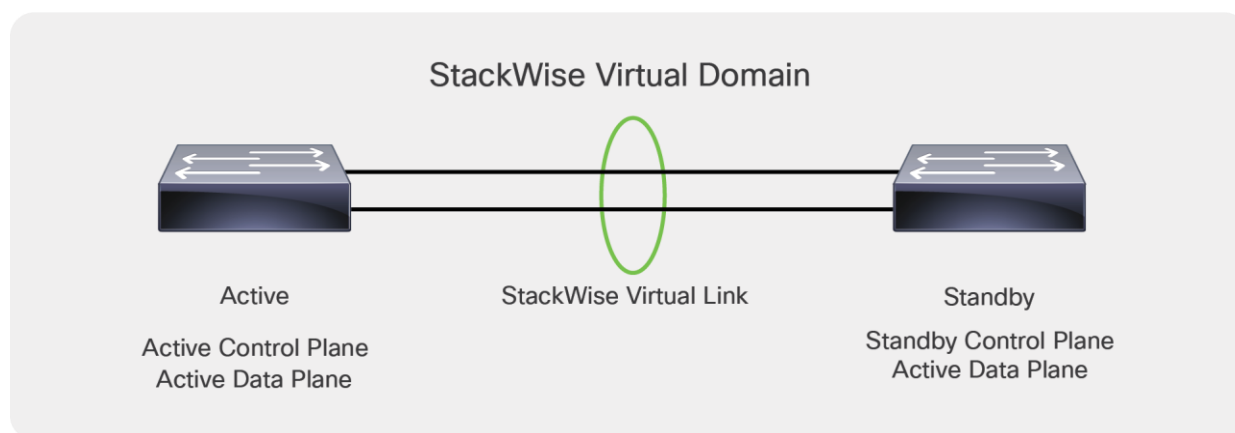 StackWise Virtual Domain
Active
StackWise Virtual Link
Standby
Active Control Plane
Active Data Plane
Standby Control Plane
Active Data Plane